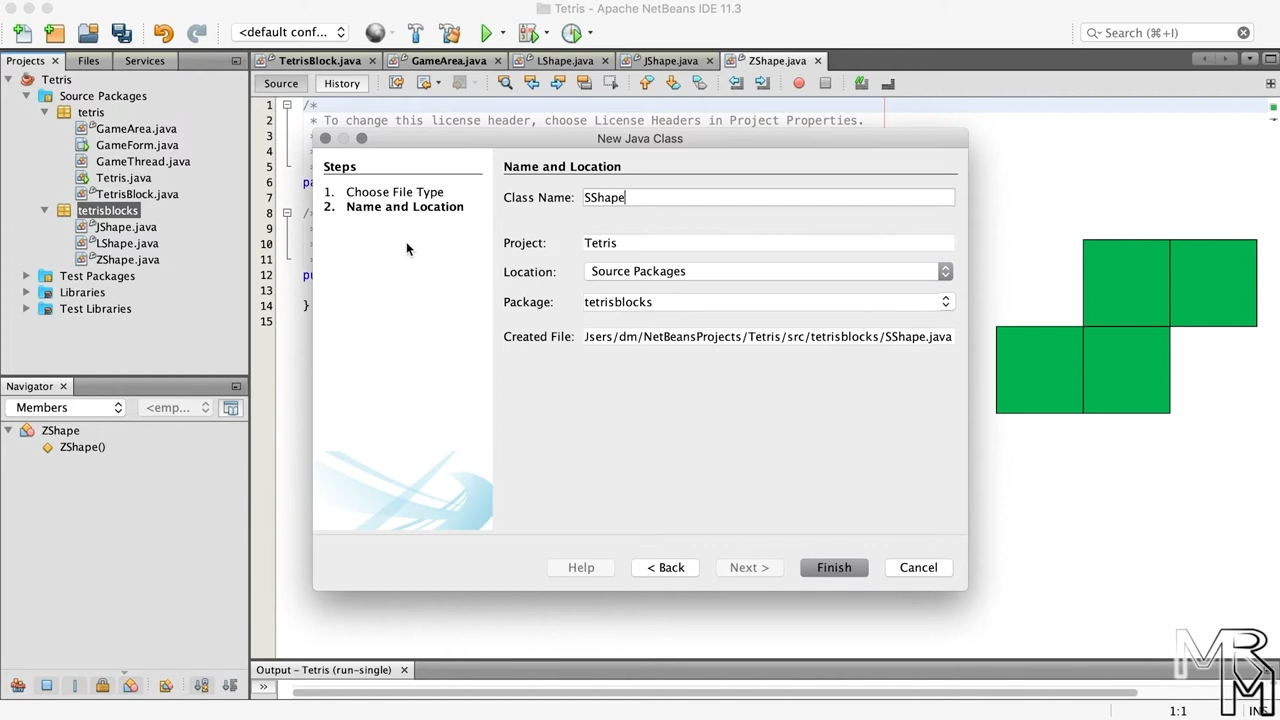 Tetris - Apache NetBeans IDE 11.3
<default conf...
Search (⌘+I)
Projects Files Services
TetrisBlock.java GameArea.java LShape.java JShape.java ZShape.java
Source History
Tetris
Source Packages
tetris
GameArea.java
GameForm.java
GameThread.java
Tetris.java
TetrisBlock.java
tetrisblocks
JShape.java
LShape.java
ZShape.java
Test Packages
Libraries
Test Libraries
Navigator
Members <emp...
ZShape
ZShape()
1 /*
2 * To change this license header, choose License Headers in Project Properties.
3
4
5
6
7
8
9
10
11
12
13
14 }
15
New Java Class
Steps
1. Choose File Type
2. Name and Location
Name and Location
Class Name: SShape
Project: Tetris
Location: Source Packages
Package: tetrisblocks
Created File: Jsers/dm/NetBeansProjects/Tetris/src/tetrisblocks/SShape.java
Help < Back Next > Finish Cancel
Output - Tetris (run-single)
1:1 INS